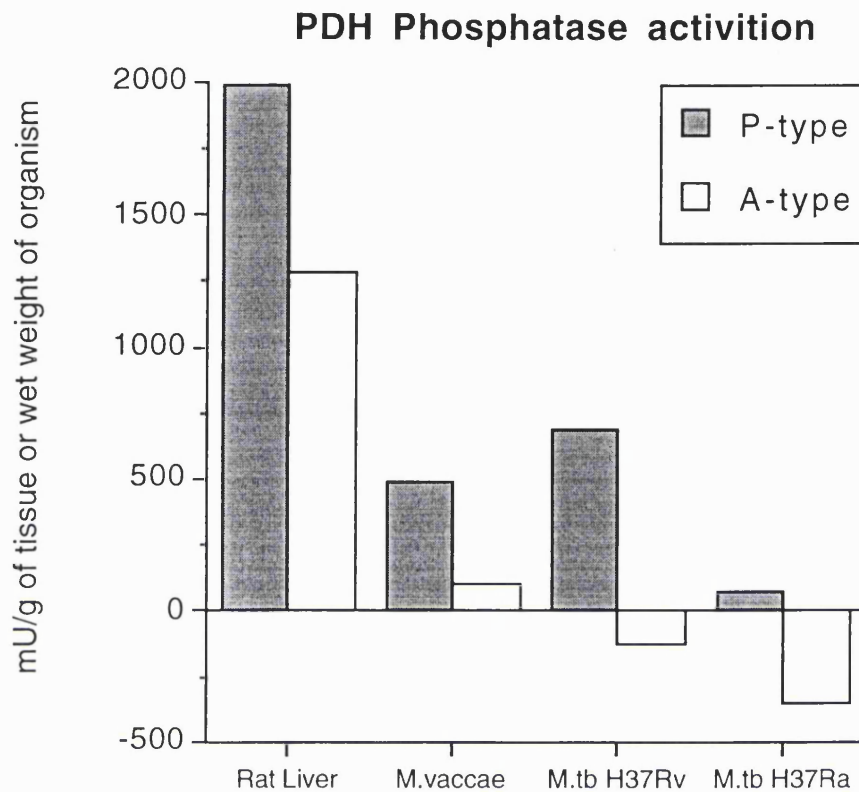 PDH Phosphatase activition
mU/g of tissue or wet weight of organism
2000
1500
1000
500
0
-500
P-type
A-type
Rat Liver
M.vaccae
M.tb H37Rv
M.tb H37Ra